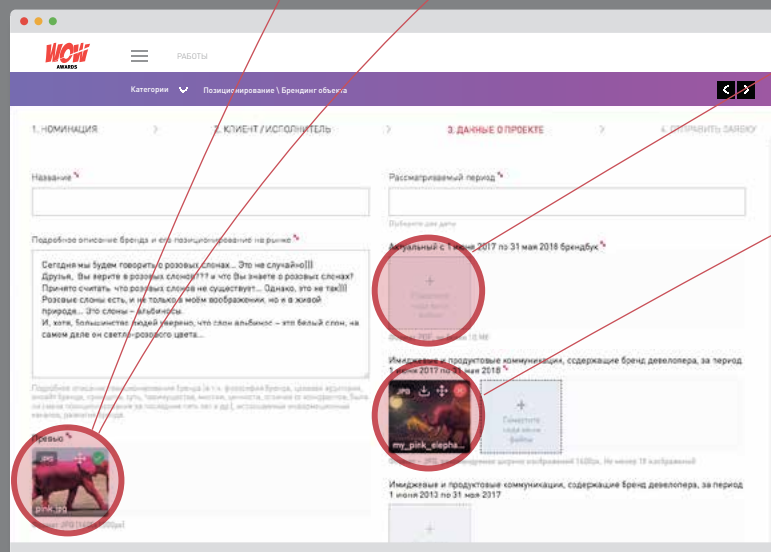 WOW
AWARDS
РАБОТЫ
Категории
Позиционирование \ Брендинг объекта
1. НОМИНАЦИЯ
2. КЛИЕНТ / ИСПОЛНИТЕЛЬ
3. ДАННЫЕ О ПРОЕКТЕ
4. ОТПРАВИТЬ ЗАЯВКУ
Название *
Рассматриваемый период *
Выберите две даты
Подробное описание бренда и его позиционирование на рынке *
Сегодня мы будем говорить о розовых слонах... Это не случайно)))
Друзья, Вы верите в розовых слонов??? и что Вы знаете о розовых слонах?
Принято считать, что розовых слонов не существует... Однако, это не так)))
Розовые слоны есть, и не только в моём воображении, но и в живой
природе... Это слоны – альбиносы.
И, хотя, большинство людей уверено, что слон альбинос – это белый слон, на
самом деле он светло-розового цвета...
Превью *
JPG
pink.jpg
Актуальный с 1 июня 2017 по 31 мая 2018 брендбук *
Имиджевые и продуктовые коммуникации, содержащие бренд девелопера, за период
1 июня 2017 по 31 мая 2018 *
JPG
my_pink_elepha...
Поместите
сюда ваши
файлы
Имиджевые и продуктовые коммуникации, содержащие бренд девелопера, за период
1 июня 2013 по 31 мая 2017